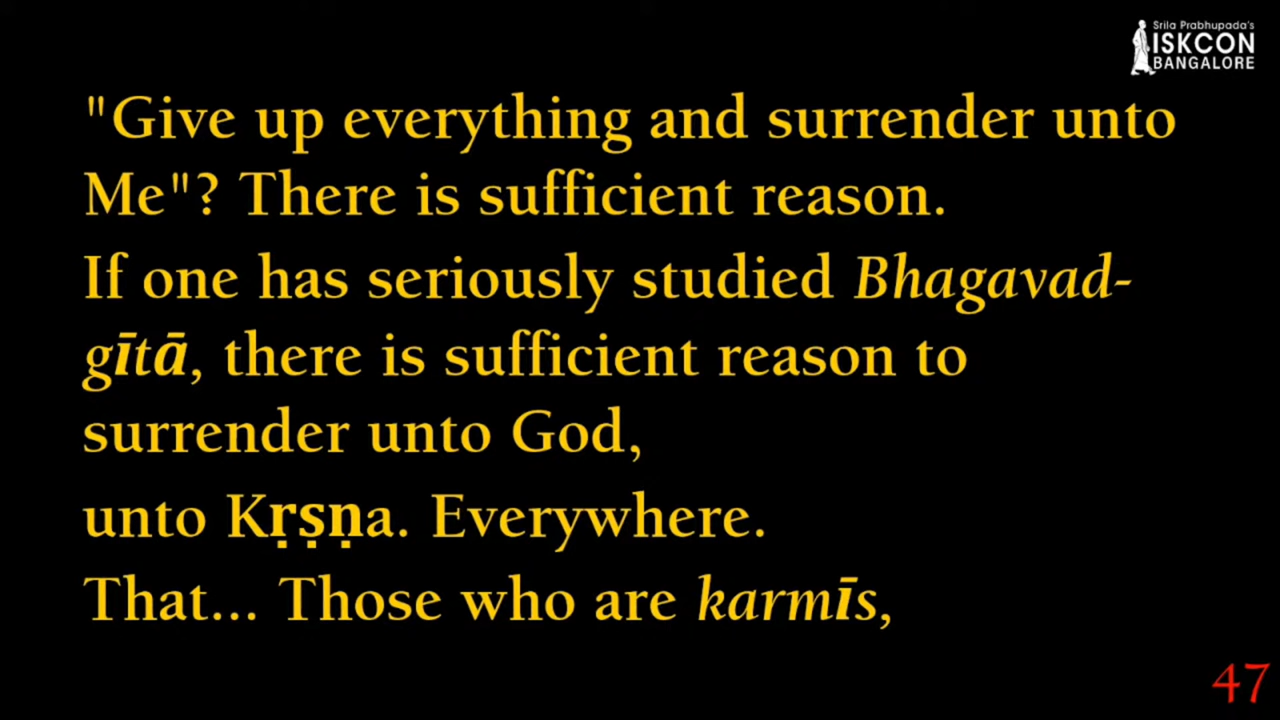 Srila Prabhupada's
ISKCON
BANGALORE
"Give up everything and surrender unto
Me"? There is sufficient reason.
If one has seriously studied Bhagavad-
gītā, there is sufficient reason to
surrender unto God,
unto Kṛṣṇa. Everywhere.
That... Those who are karmīs,
47